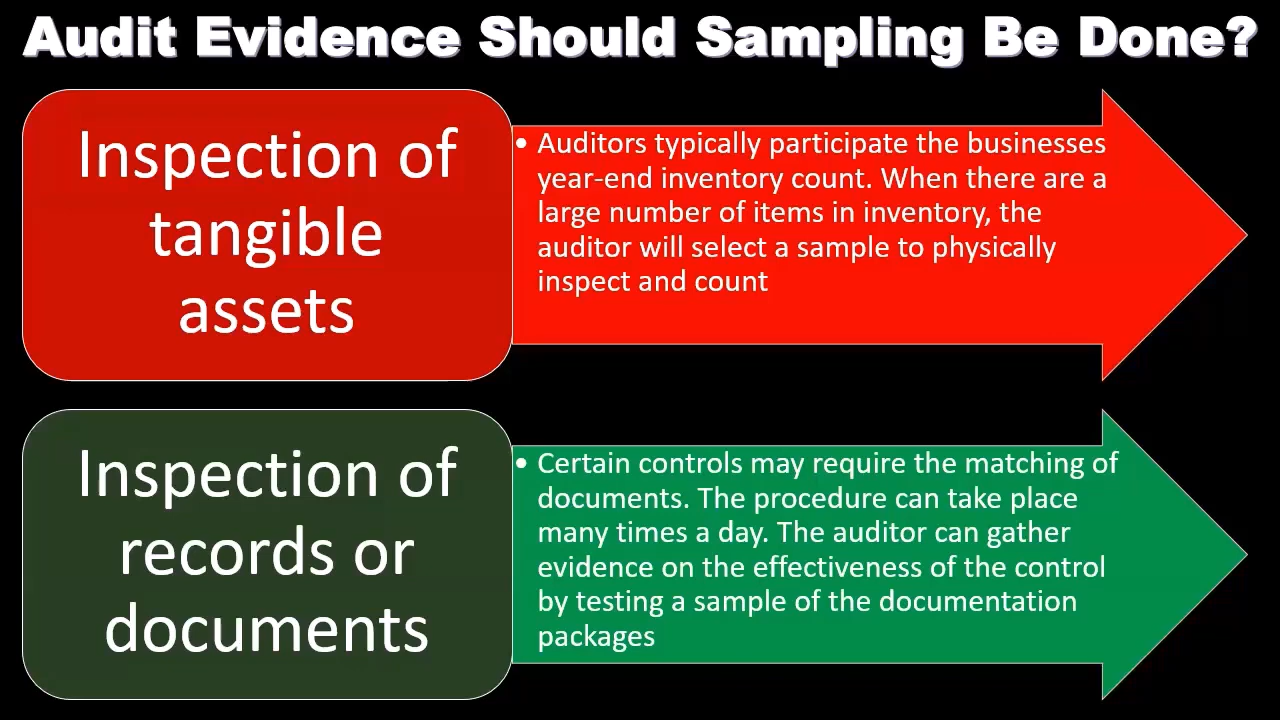 Audit Evidence Should Sampling Be Done?
Inspection of
tangible
assets
• Auditors typically participate the businesses
year-end inventory count. When there are a
large number of items in inventory, the
auditor will select a sample to physically
inspect and count
Inspection of
records or
documents
• Certain controls may require the matching of
documents. The procedure can take place
many times a day. The auditor can gather
evidence on the effectiveness of the control
by testing a sample of the documentation
packages